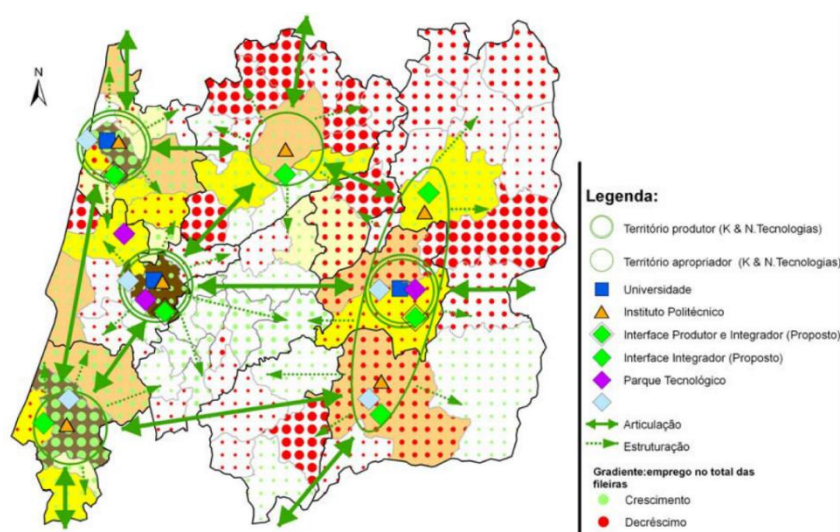 N
Legenda:
Território produtor (K & N.Tecnologias)
Território apropriador (K & N.Tecnologias)
Universidade
Instituto Politécnico
Interface Produtor e Integrador (Proposto)
Interface Integrador (Proposto)
Parque Tecnológico
Articulação
Estruturação
Gradiente:emprego no total das
fileiras
Crescimento
Decréscimo